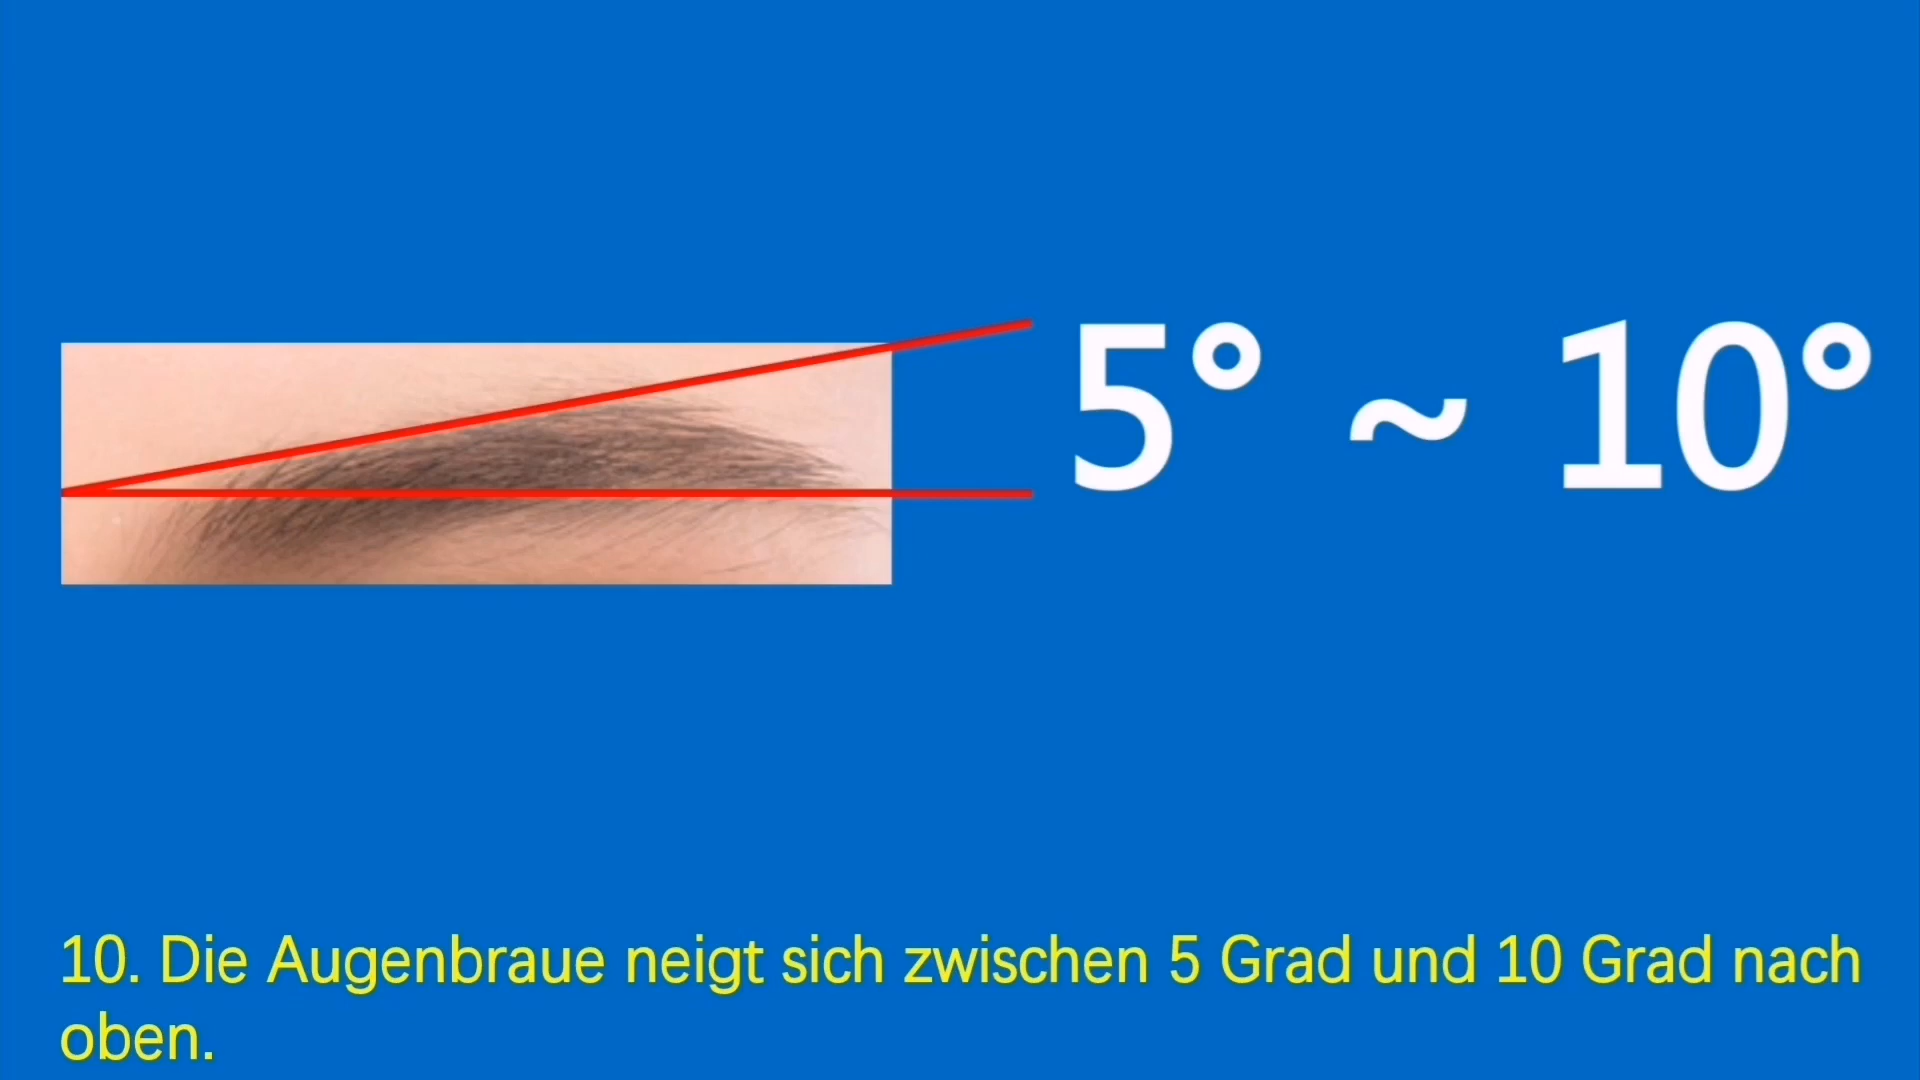 5° ~ 10°
10. Die Augenbraue neigt sich zwischen 5 Grad und 10 Grad nach
oben.